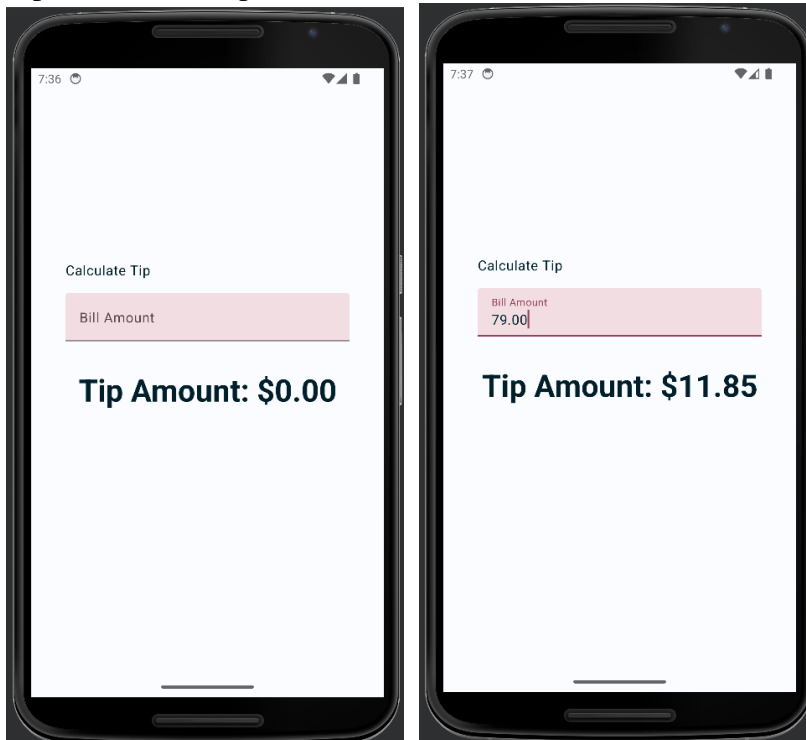 7:36
Calculate Tip
Bill Amount
Tip Amount: $0.00
7:37
Calculate Tip
Bill Amount
79.00
Tip Amount: $11.85